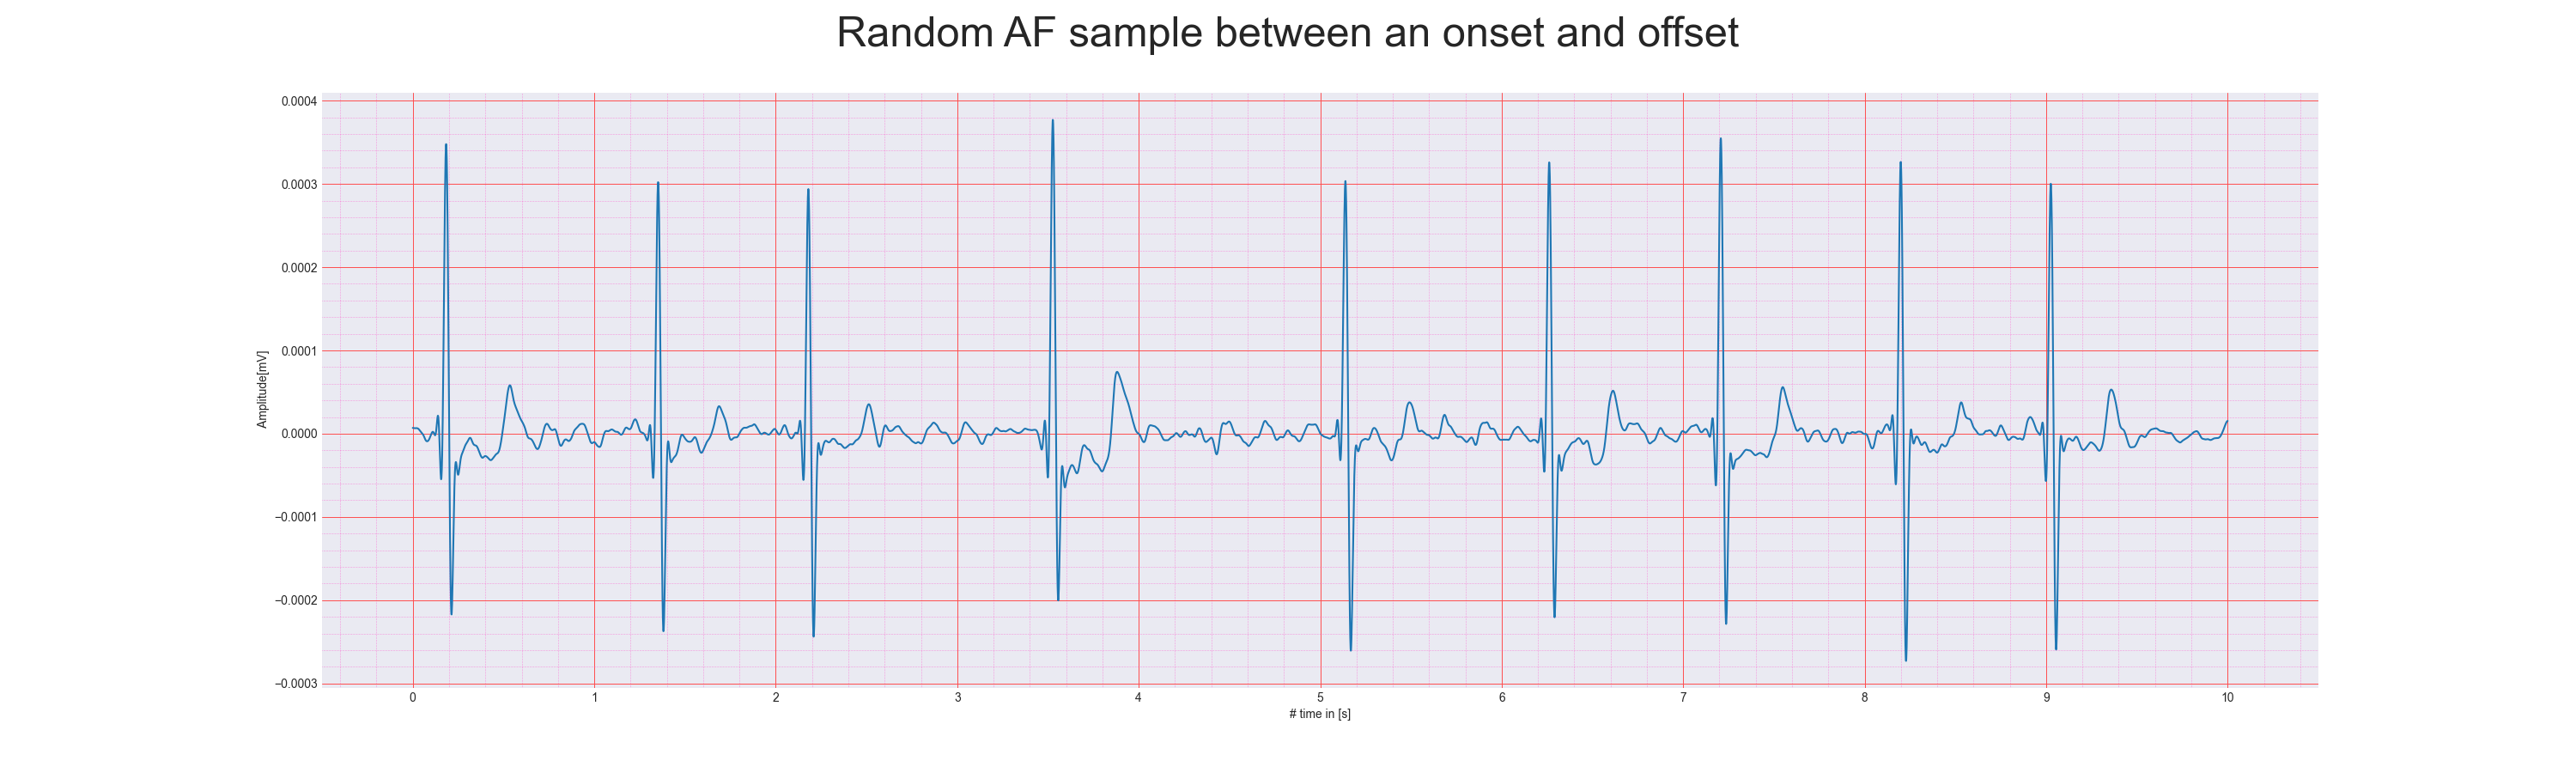 Random AF sample between an onset and offset
0.0004
0.0003
0.0002
0.0001
0.0000
−0.0001
−0.0002
−0.0003
Amplitude[mV]
0 1 2 3 4 5 6 7 8 9 10
# time in [s]